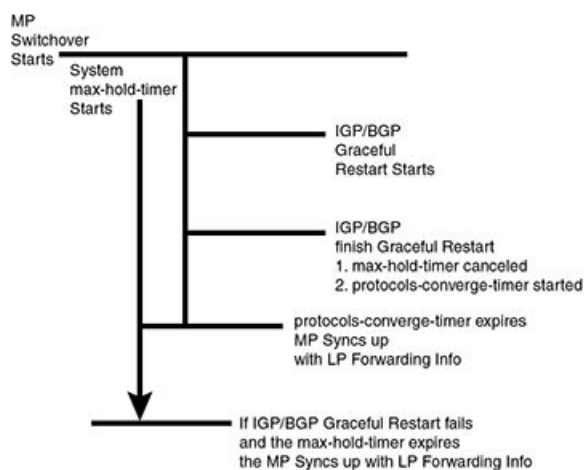 MP
Switchover
Starts
System
max-hold-timer
Starts
IGP/BGP
Graceful
Restart Starts
IGP/BGP
finish Graceful Restart
1. max-hold-timer canceled
2. protocols-converge-timer started
protocols-converge-timer expires
MP Syncs up
with LP Forwarding Info
If IGP/BGP Graceful Restart fails
and the max-hold-timer expires
the MP Syncs up with LP Forwarding Info